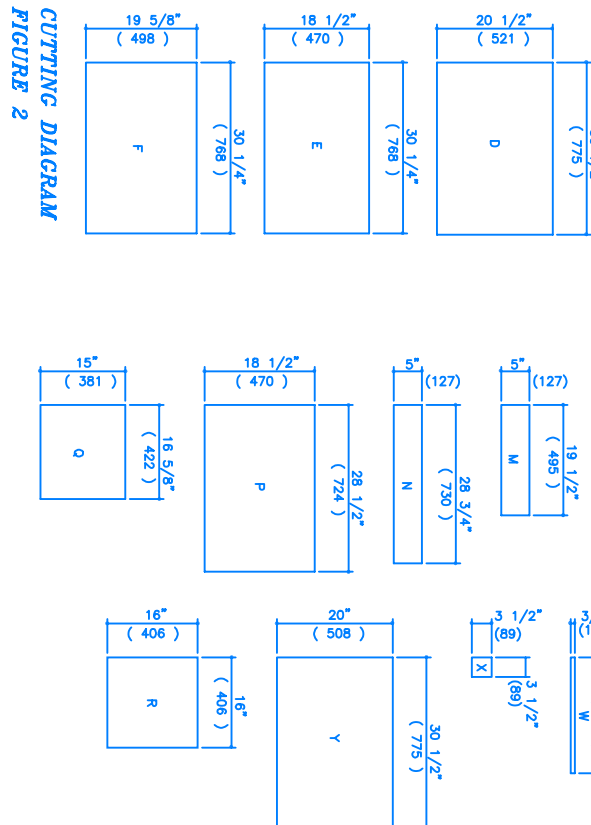 19 5/8"
( 498 )
30 1/4"
( 768 )
F
18 1/2"
( 470 )
30 1/4"
( 768 )
E
20 1/2"
( 521 )
( 775 )
D
CUTTING DIAGRAM
FIGURE 2
15"
( 381 )
16 5/8"
( 422 )
Q
18 1/2"
( 470 )
28 1/2"
( 724 )
P
5"
(127)
28 3/4"
( 730 )
N
5"
(127)
19 1/2"
( 495 )
M
16"
( 406 )
16"
( 406 )
R
20"
( 508 )
30 1/2"
( 775 )
Y
3 1/2"
(89)
3 1/2"
(89)
X
W